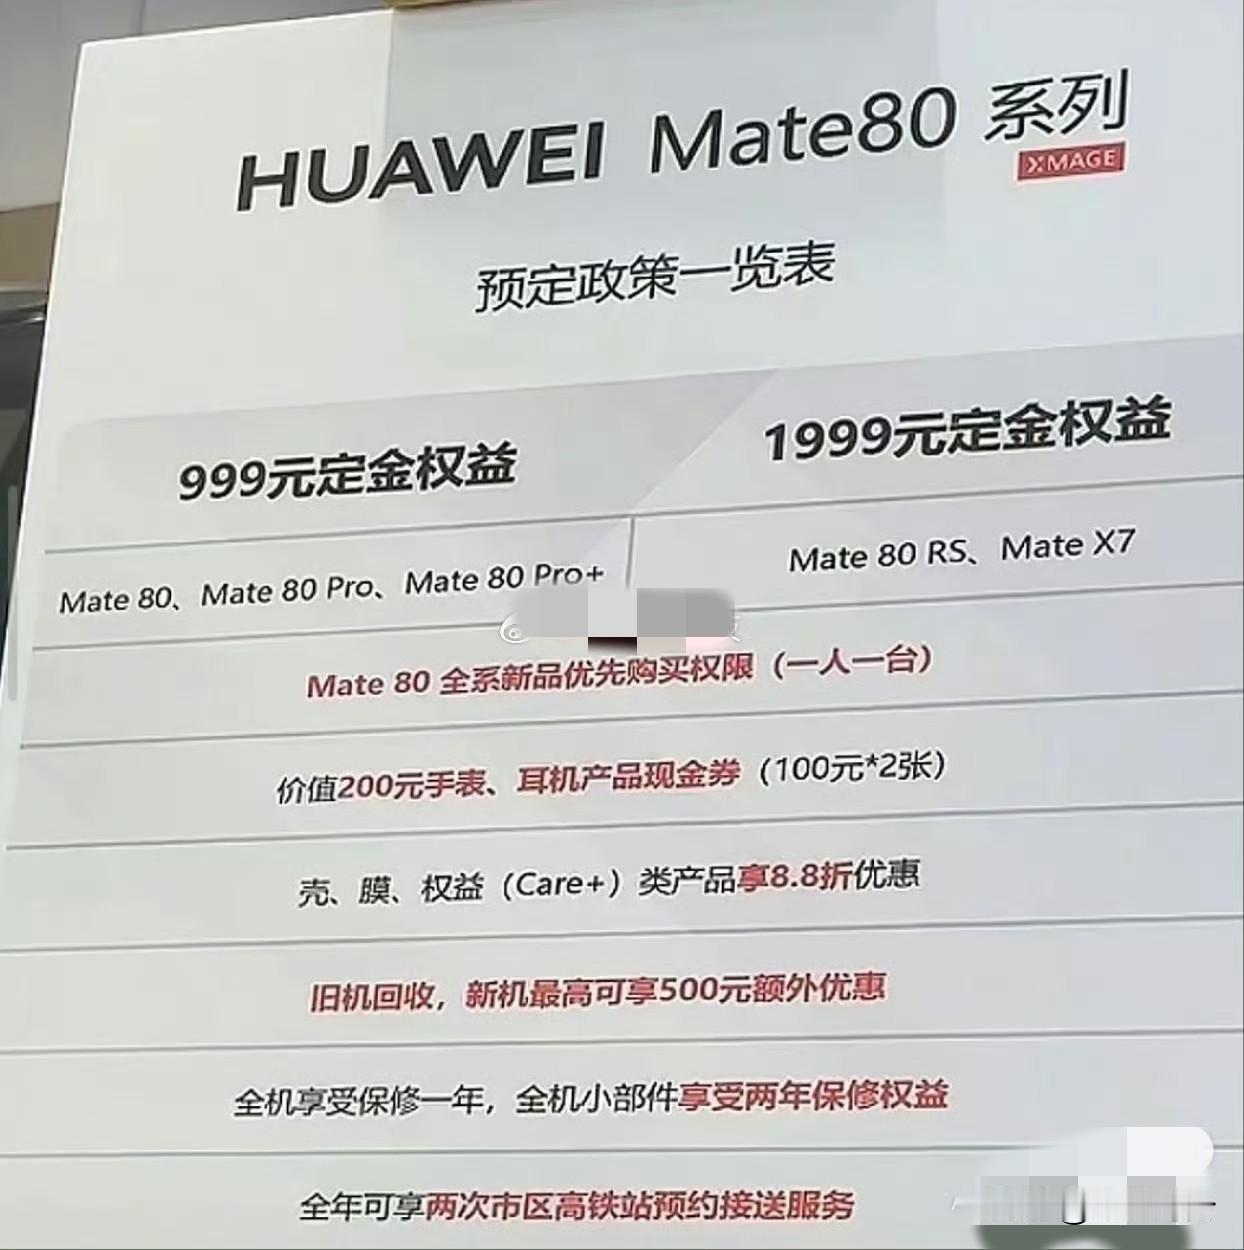 HUAWEI Mate80 系列
XMAGE
预定政策一览表
999元定金权益
1999元定金权益
Mate 80、Mate 80 Pro、Mate 80 Pro+
Mate 80 RS、Mate X7
Mate 80 全系新品优先购买权限（一人一台）
价值200元手表、耳机产品现金券（100元*2张）
壳、膜、权益（Care+）类产品享8.8折优惠
旧机回收，新机最高可享500元额外优惠
全机享受保修一年，全机小部件享受两年保修权益
全年可享两次市区高铁站预约接送服务